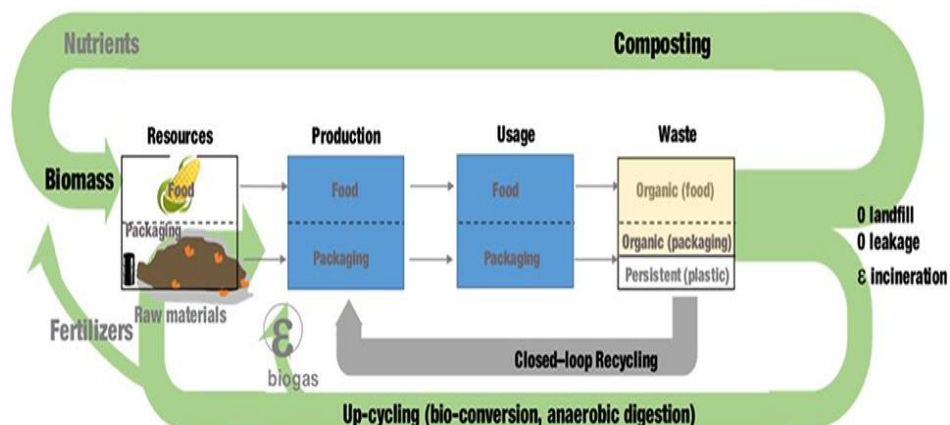 Nutrients
Composting
Resources
Production
Usage
Waste
Biomass
Food
Food
Food
Organic (food)
Packaging
Packaging
Packaging
Organic (packaging)
Persistent (plastic)
0 landfill
0 leakage
ε incineration
Raw materials
Fertilizers
ε
biogas
Closed–loop Recycling
Up-cycling (bio-conversion, anaerobic digestion)